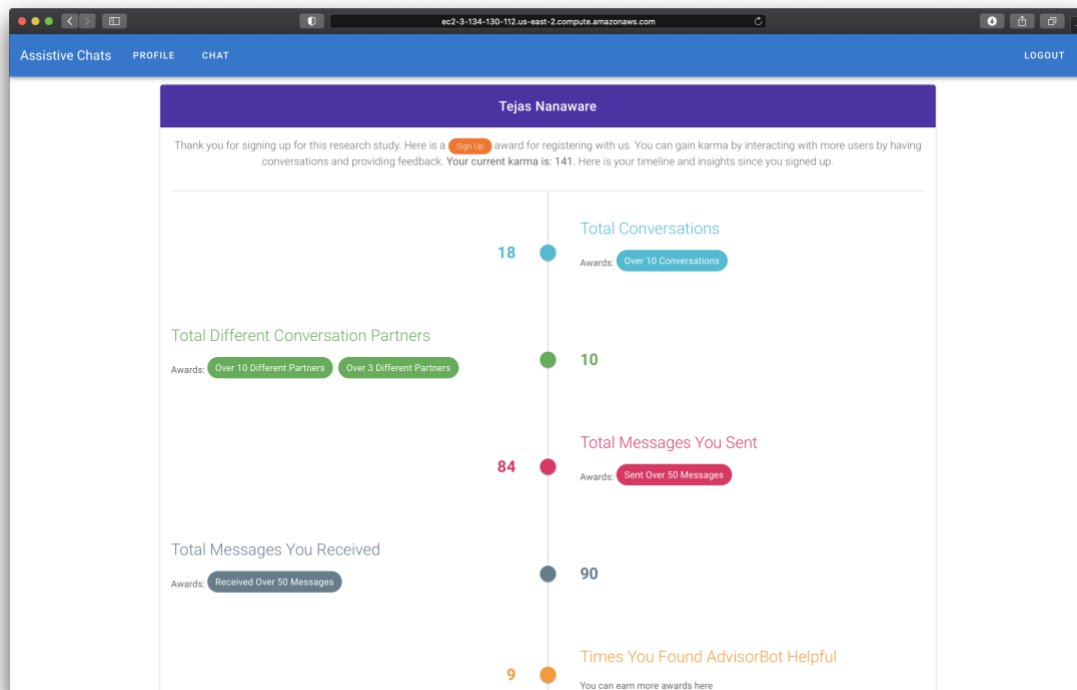 ec2-3-134-130-112.us-east-2.compute.amazonaws.com
Assistive Chats PROFILE CHAT LOGOUT
Tejas Nanaware
Thank you for signing up for this research study. Here is a Sign Up award for registering with us. You can gain karma by interacting with more users by having
conversations and providing feedback. Your current karma is: 141. Here is your timeline and insights since you signed up.
Total Conversations
18
Awards: Over 10 Conversations
Total Different Conversation Partners
10
Awards: Over 10 Different Partners Over 3 Different Partners
Total Messages You Sent
84
Awards: Sent Over 50 Messages
Total Messages You Received
90
Awards: Received Over 50 Messages
Times You Found AdvisorBot Helpful
9
You can earn more awards here